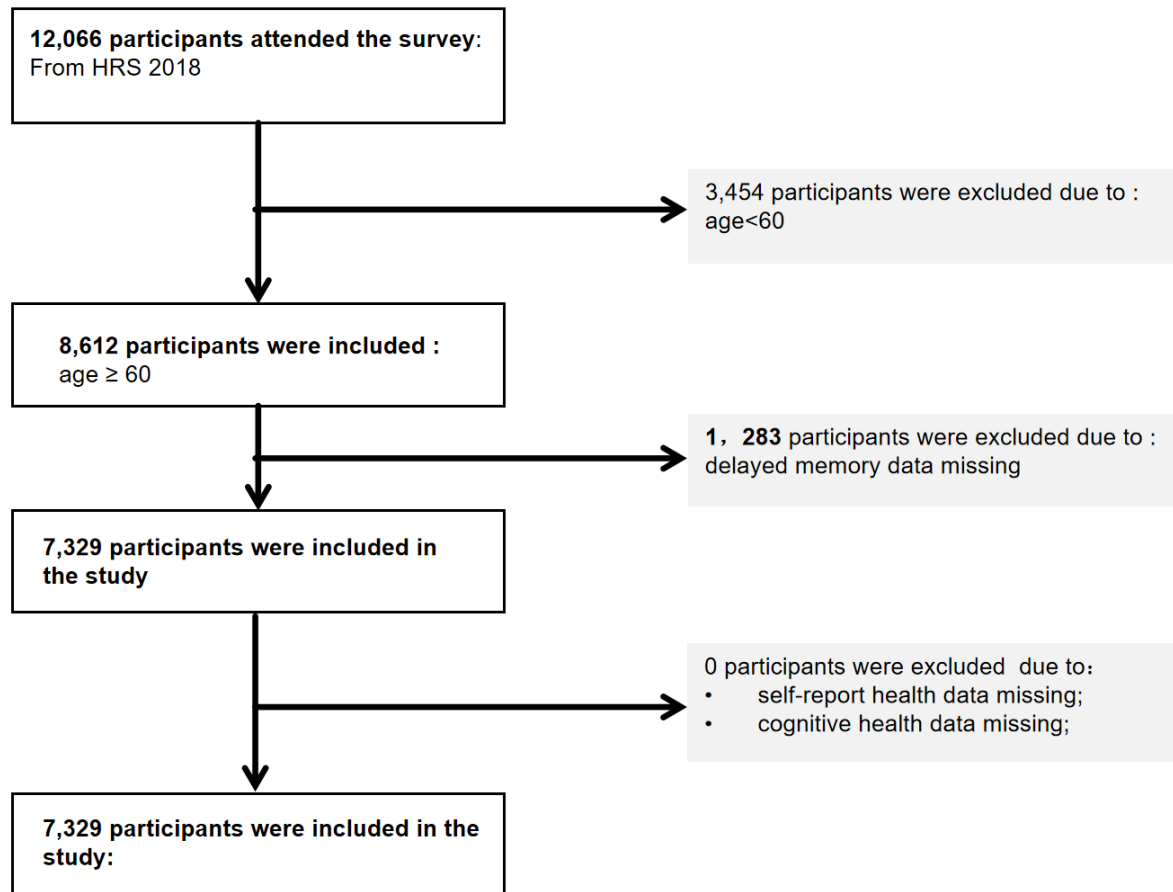 12,066 participants attended the survey:
From HRS 2018
3,454 participants were excluded due to :
age<60
8,612 participants were included :
age ≥ 60
1，283 participants were excluded due to :
delayed memory data missing
7,329 participants were included in
the study
0 participants were excluded  due to：
•	self-report health data missing;
•	cognitive health data missing;
7,329 participants were included in the
study: